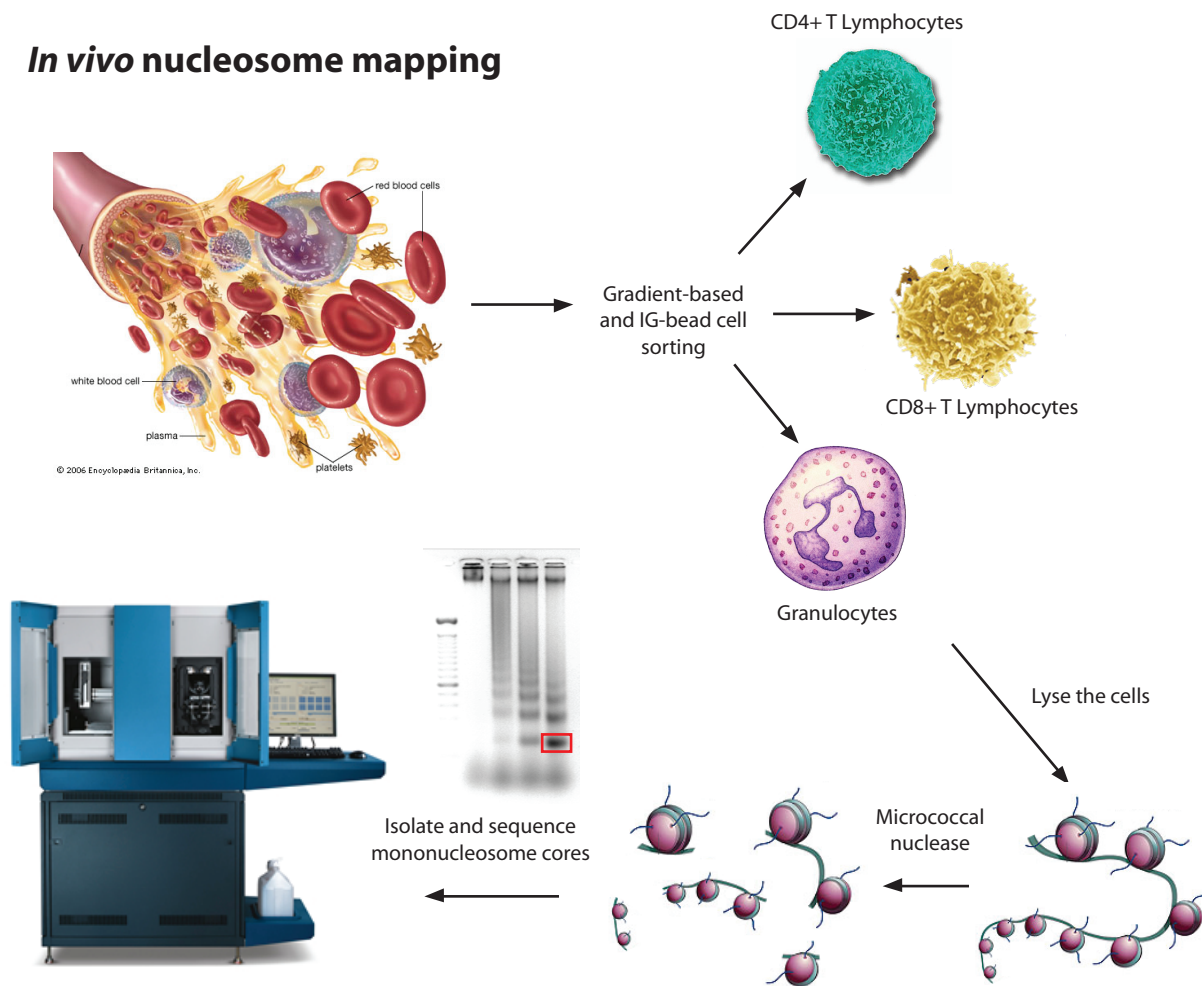 In vivo nucleosome mapping
CD4+ T Lymphocytes
red blood cells
white blood cell
plasma
platelets
© 2006 Encyclopædia Britannica, Inc.
Gradient-based
and IG-bead cell
sorting
CD8+ T Lymphocytes
Granulocytes
Lyse the cells
Micrococcal
nuclease
Isolate and sequence
mononucleosome cores